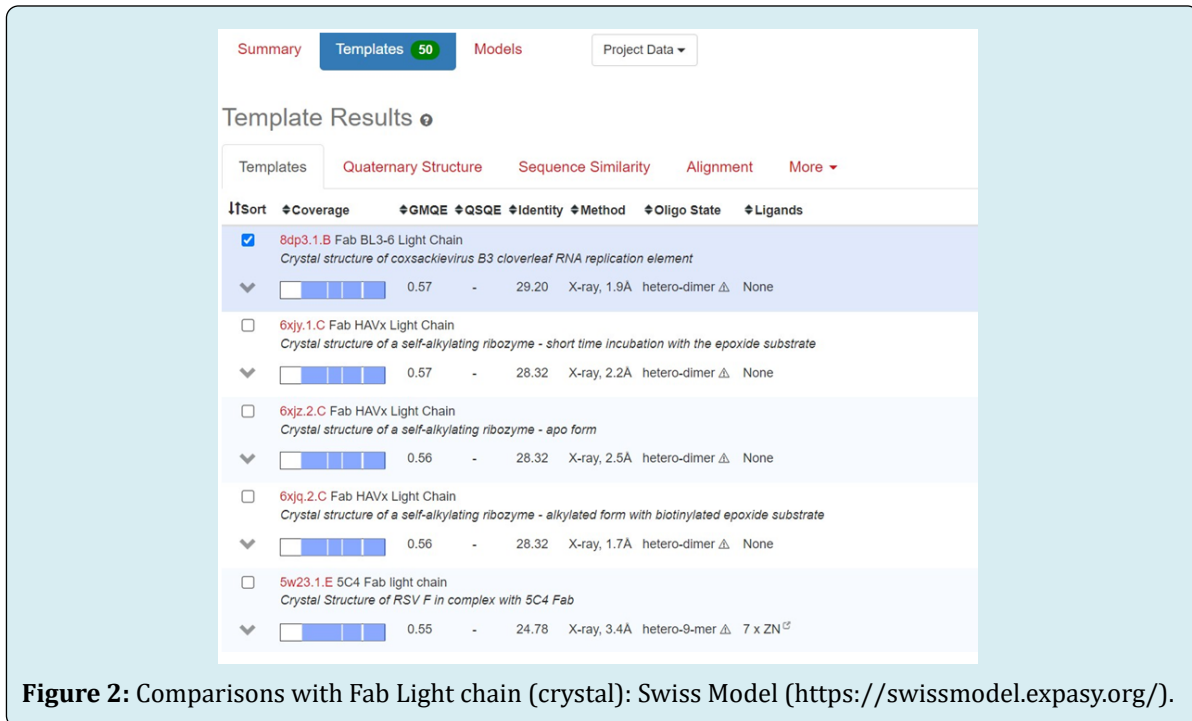 Summary Templates 50 Models Project Data
Template Results
Templates Quaternary Structure Sequence Similarity Alignment More
Sort Coverage GMQE QSQE Identity Method Oligo State Ligands
8dp3.1.B Fab BL3-6 Light Chain
Crystal structure of coxsackievirus B3 cloverleaf RNA replication element
0.57 - 29.20 X-ray, 1.9Å hetero-dimer ⚠ None
6xjy.1.C Fab HAVx Light Chain
Crystal structure of a self-alkylating ribozyme - short time incubation with the epoxide substrate
0.57 - 28.32 X-ray, 2.2Å hetero-dimer ⚠ None
6xjz.2.C Fab HAVx Light Chain
Crystal structure of a self-alkylating ribozyme - apo form
0.56 - 28.32 X-ray, 2.5Å hetero-dimer ⚠ None
6xjq.2.C Fab HAVx Light Chain
Crystal structure of a self-alkylating ribozyme - alkylated form with biotinylated epoxide substrate
0.56 - 28.32 X-ray, 1.7Å hetero-dimer ⚠ None
5w23.1.E 5C4 Fab light chain
Crystal Structure of RSV F in complex with 5C4 Fab
0.55 - 24.78 X-ray, 3.4Å hetero-9-mer ⚠ 7 x ZN
Figure 2: Comparisons with Fab Light chain (crystal): Swiss Model (https://swissmodel.expasy.org/).